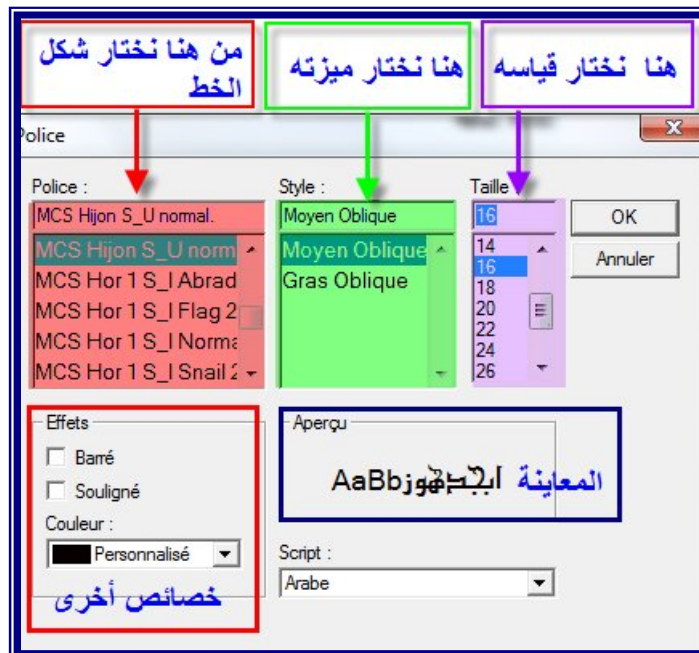 من هنا نختار شكل
الخط
هنا نختار ميزته
هنا نختار قياسه
Police
Police :
Style :
Taille
MCS Hijon S_U normal.
Moyen Oblique
16
OK
Annuler
MCS Hijon S_U norm
MCS Hor 1 S_I Abrad
MCS Hor 1 S_I Flag 2
MCS Hor 1 S_I Norma
MCS Hor 1 S_I Snail 2
Moyen Oblique
Gras Oblique
14
16
18
20
22
24
26
Effets
Barré
Souligné
Couleur :
Personnalisé
خصائص أخرى
Aperçu
AaBbابجدهوز
المعاينة
Script :
Arabe